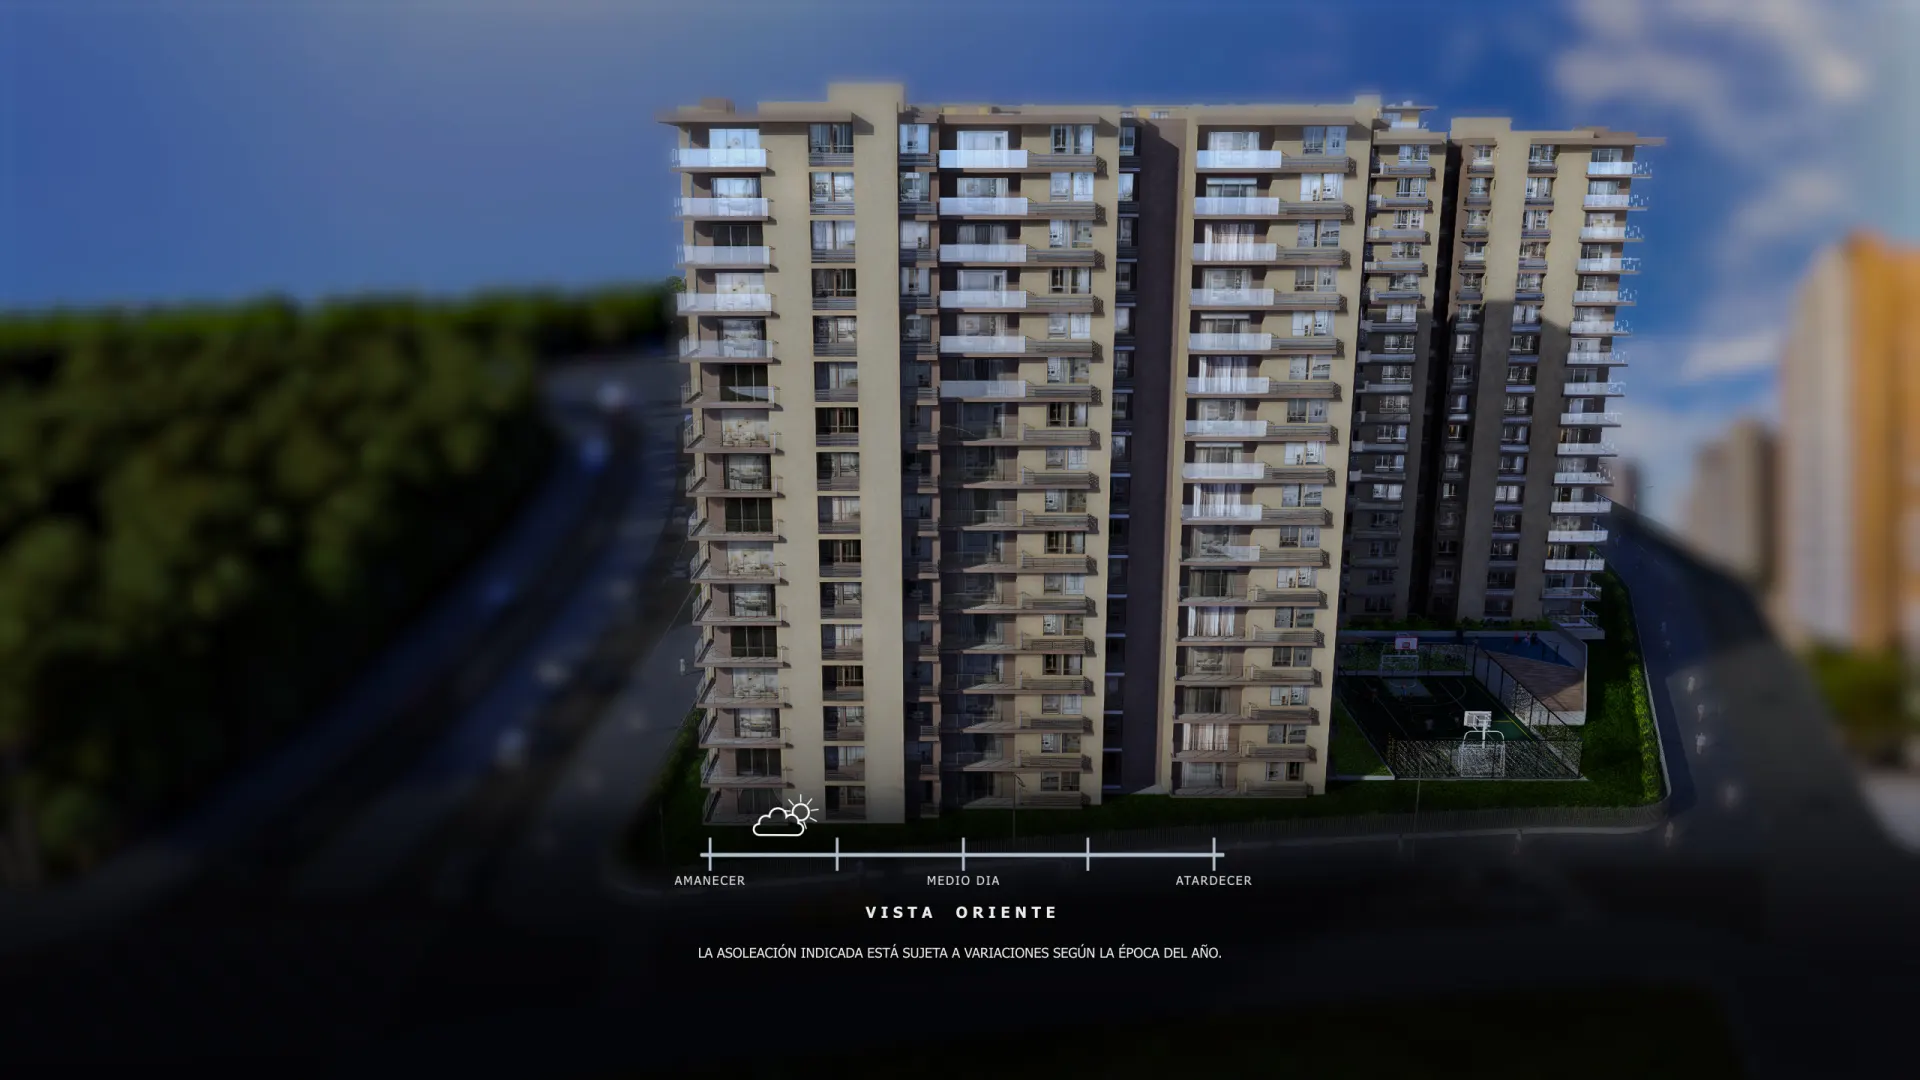 AMANECER
MEDIO DIA
ATARDECER
VISTA ORIENTE
LA ASOLEACIÓN INDICADA ESTÁ SUJETA A VARIACIONES SEGÚN LA ÉPOCA DEL AÑO.